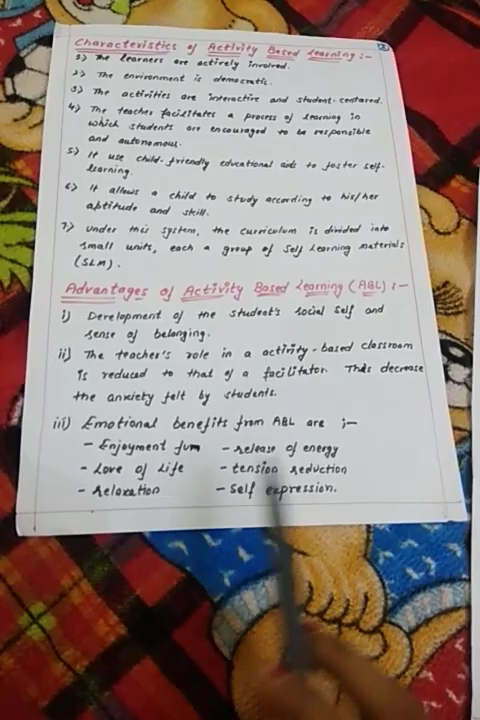 Characteristics of Activity Based Learning :-
1) The learners are actively involved.
2) The environment is democratic.
3) The activities are interactive and student-centared.
4) The teacher facilitates a process of learning in
which students are encouraged to be responsible
and autonomous.
5) It use child-friendly educational aids to foster self-
learning.
6) It allows a child to study according to his/her
aptitude and skill.
7) Under this system, the curriculum is divided into
small units, each a group of Self Learning materials
(SLM).
Advantages of Activity Based Learning (ABL) :-
i) Development of the student's social self and
sense of belonging.
ii) The teacher's role in a activity-based classroom
is reduced to that of a facilitator. This decrease
the anxiety felt by students.
iii) Emotional benefits from ABL are :-
- Enjoyment fum - release of energy
- Love of Life - tension reduction
- relaxation - Self expression.